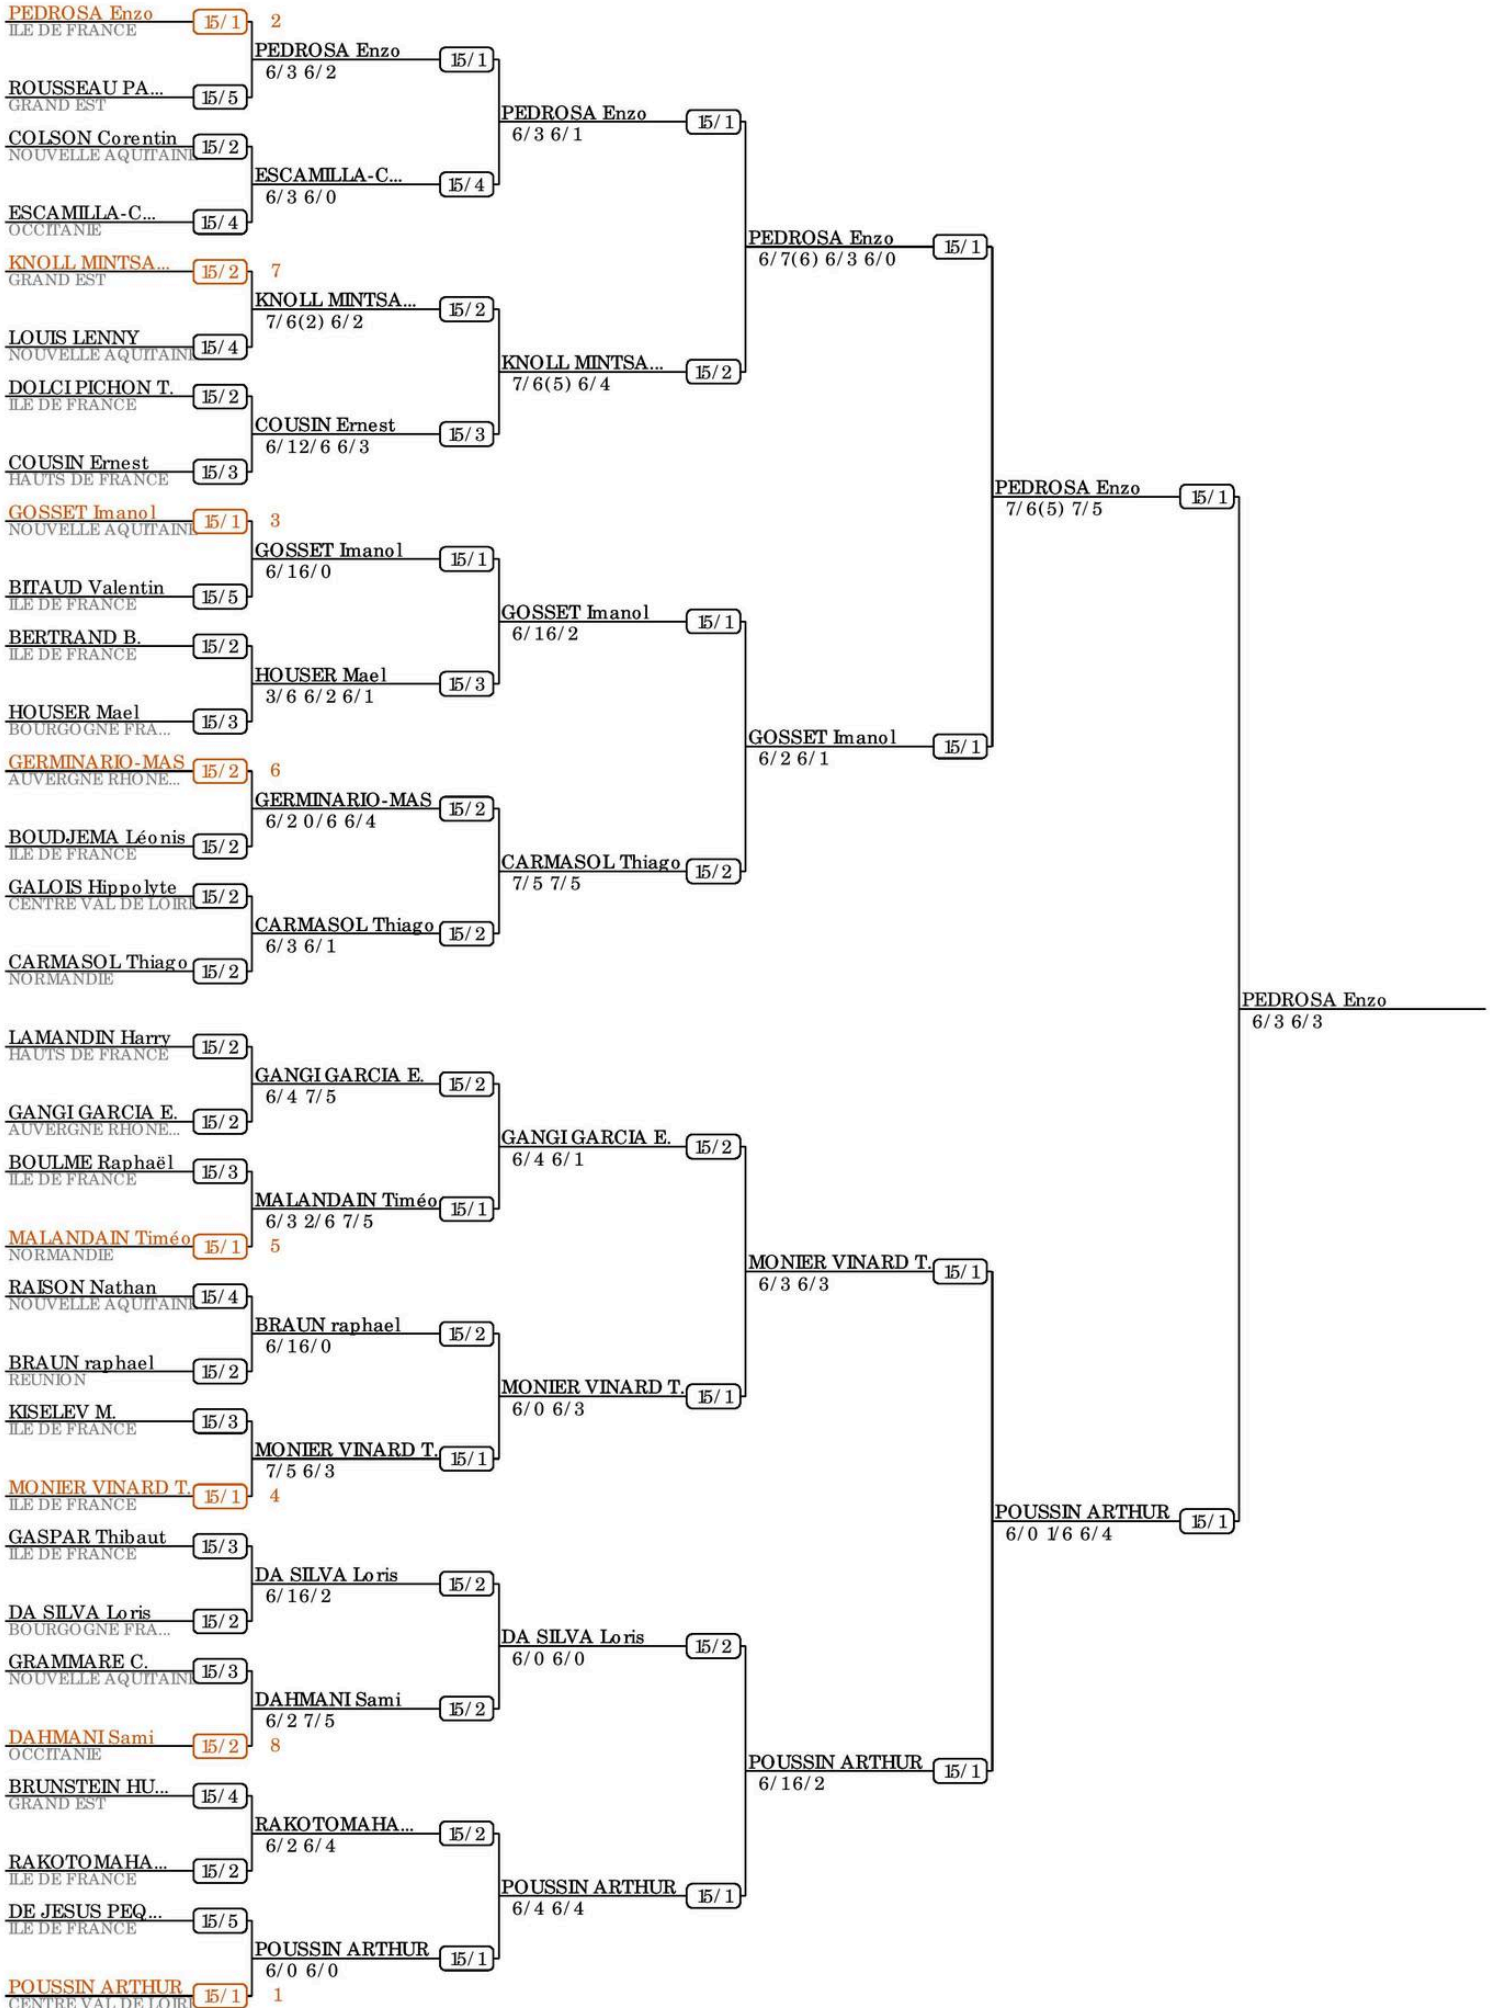 PEDROSA Enzo 15/1 2
ILE DE FRANCE
PEDROSA Enzo 15/1
6/3 6/2
ROUSSEAU PA... 15/5
GRAND EST
PEDROSA Enzo 15/1
6/3 6/1
COLSON Corentin 15/2
NOUVELLE AQUITAINE
ESCAMILLA-C... 15/4
6/3 6/0
ESCAMILLA-C... 15/4
OCCITANIE
PEDROSA Enzo 15/1
6/7(6) 6/3 6/0
KNOLL MINTSA... 15/2 7
GRAND EST
KNOLL MINTSA... 15/2
7/6(2) 6/2
LOUIS LENNY 15/4
NOUVELLE AQUITAINE
KNOLL MINTSA... 15/2
7/6(5) 6/4
DOLCI PICHON T. 15/2
ILE DE FRANCE
COUSIN Ernest 15/3
6/12/6 6/3
COUSIN Ernest 15/3
HAUTS DE FRANCE
PEDROSA Enzo 15/1
7/6(5) 7/5
GOSSET Imanol 15/1 3
NOUVELLE AQUITAINE
GOSSET Imanol 15/1
6/16/0
BITAUD Valentin 15/5
ILE DE FRANCE
GOSSET Imanol 15/1
6/16/2
BERTRAND B. 15/2
ILE DE FRANCE
HOUSER Mael 15/3
3/6 6/2 6/1
HOUSER Mael 15/3
BOURGOGNE FRA...
GOSSET Imanol 15/1
6/2 6/1
GERMINARIO-MAS 15/2 6
AUVERGNE RHONE...
GERMINARIO-MAS 15/2
6/2 0/6 6/4
BOUDJEMA Léonis 15/2
ILE DE FRANCE
CARMASOL Thiago 15/2
7/5 7/5
GALOIS Hippolyte 15/2
CENTRE VAL DE LOIRE
CARMASOL Thiago 15/2
6/3 6/1
CARMASOL Thiago 15/2
NORMANDIE
PEDROSA Enzo
6/3 6/3
LAMANDIN Harry 15/2
HAUTS DE FRANCE
GANGI GARCIA E. 15/2
6/4 7/5
GANGI GARCIA E. 15/2
AUVERGNE RHONE...
GANGI GARCIA E. 15/2
6/4 6/1
BOULME Raphaël 15/3
ILE DE FRANCE
MALANDAIN Timéo 15/1
6/3 2/6 7/5
MALANDAIN Timéo 15/1 5
NORMANDIE
MONIER VINARD T. 15/1
6/3 6/3
RAISON Nathan 15/4
NOUVELLE AQUITAINE
BRAUN raphael 15/2
6/16/0
BRAUN raphael 15/2
REUNION
MONIER VINARD T. 15/1
6/0 6/3
KISELEV M. 15/3
ILE DE FRANCE
MONIER VINARD T. 15/1
7/5 6/3
MONIER VINARD T. 15/1 4
ILE DE FRANCE
POUSSIN ARTHUR 15/1
6/0 1/6 6/4
GASPAR Thibaut 15/3
ILE DE FRANCE
DA SILVA Loris 15/2
6/16/2
DA SILVA Loris 15/2
BOURGOGNE FRA...
DA SILVA Loris 15/2
6/0 6/0
GRAMMARE C. 15/3
NOUVELLE AQUITAINE
DAHMANI Sami 15/2
6/2 7/5
DAHMANI Sami 15/2 8
OCCITANIE
POUSSIN ARTHUR 15/1
6/16/2
BRUNSTEIN HU... 15/4
GRAND EST
RAKOTOMAHA... 15/2
6/2 6/4
RAKOTOMAHA... 15/2
ILE DE FRANCE
POUSSIN ARTHUR 15/1
6/4 6/4
DE JESUS PEQ... 15/5
ILE DE FRANCE
POUSSIN ARTHUR 15/1
6/0 6/0
POUSSIN ARTHUR 15/1 1
CENTRE VAL DE LOIRE